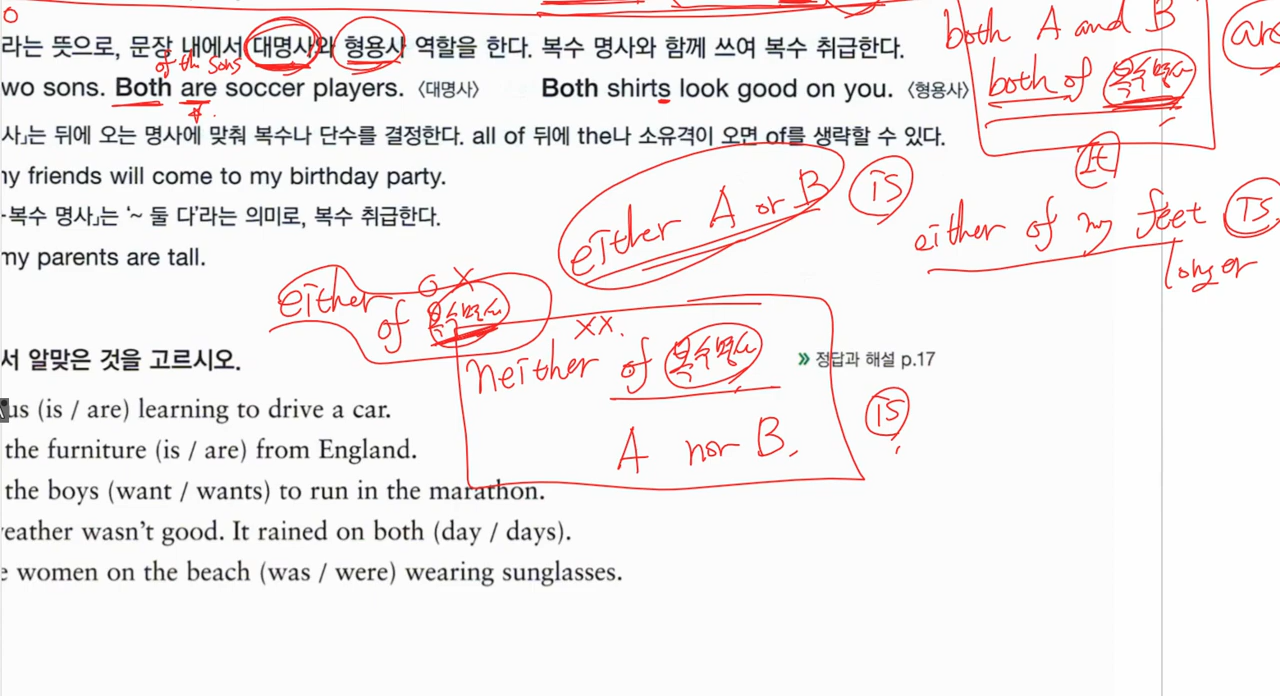 라는 뜻으로, 문장 내에서 대명사와 형용사 역할을 한다. 복수 명사와 함께 쓰여 복수 취급한다.
of the sons
wo sons. Both are soccer players. 〈대명사〉 Both shirts look good on you. 〈형용사〉
both A and B
are
both of 복수명사
사」는 뒤에 오는 명사에 맞춰 복수나 단수를 결정한다. all of 뒤에 the나 소유격이 오면 of를 생략할 수 있다.
my friends will come to my birthday party.
either A or B is
either of my feet is
longer
-복수 명사」는 '~ 둘 다'라는 의미로, 복수 취급한다.
my parents are tall.
O X
either of 복수명사
XX.
neither of 복수명사
A nor B.
is
서 알맞은 것을 고르시오. » 정답과 해설 p.17
us (is / are) learning to drive a car.
the furniture (is / are) from England.
the boys (want / wants) to run in the marathon.
eather wasn't good. It rained on both (day / days).
e women on the beach (was / were) wearing sunglasses.